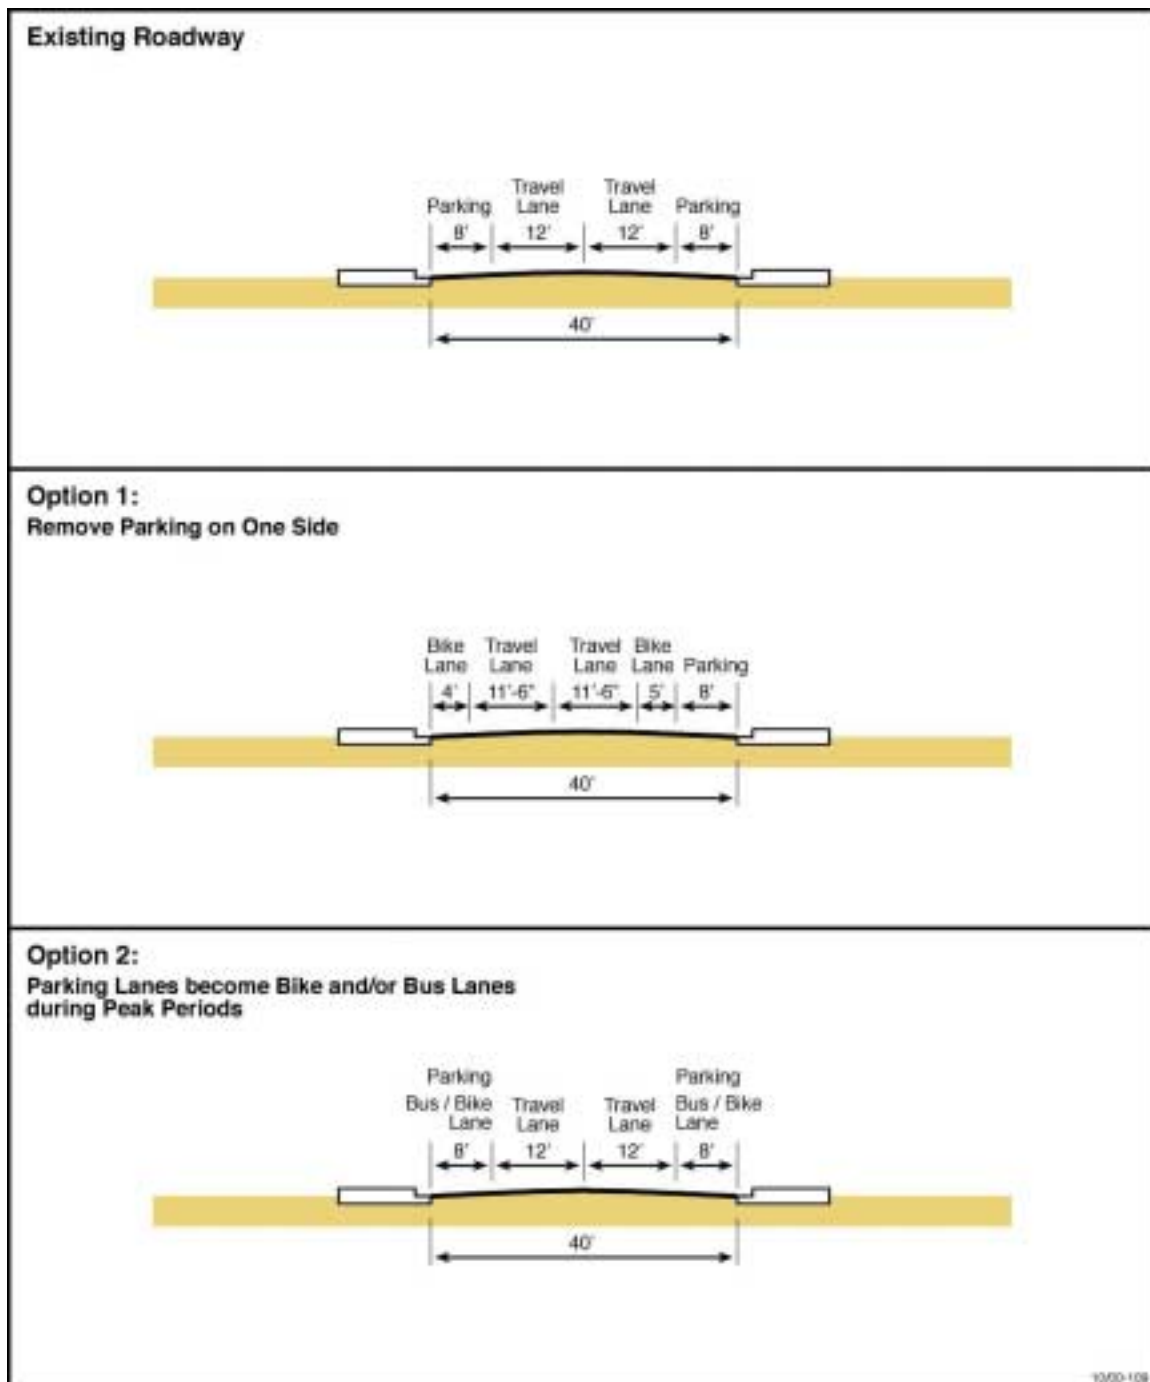 Existing Roadway
Travel Travel
Parking Lane Lane Parking
8' 12' 12' 8'
40'
Option 1:
Remove Parking on One Side
Bike Travel Travel Bike
Lane Lane Lane Lane Parking
4' 11'-6" 11'-6" 5' 8'
40'
Option 2:
Parking Lanes become Bike and/or Bus Lanes
during Peak Periods
Parking Parking
Bus / Bike Travel Travel Bus / Bike
Lane Lane Lane Lane
8' 12' 12' 8'
40'